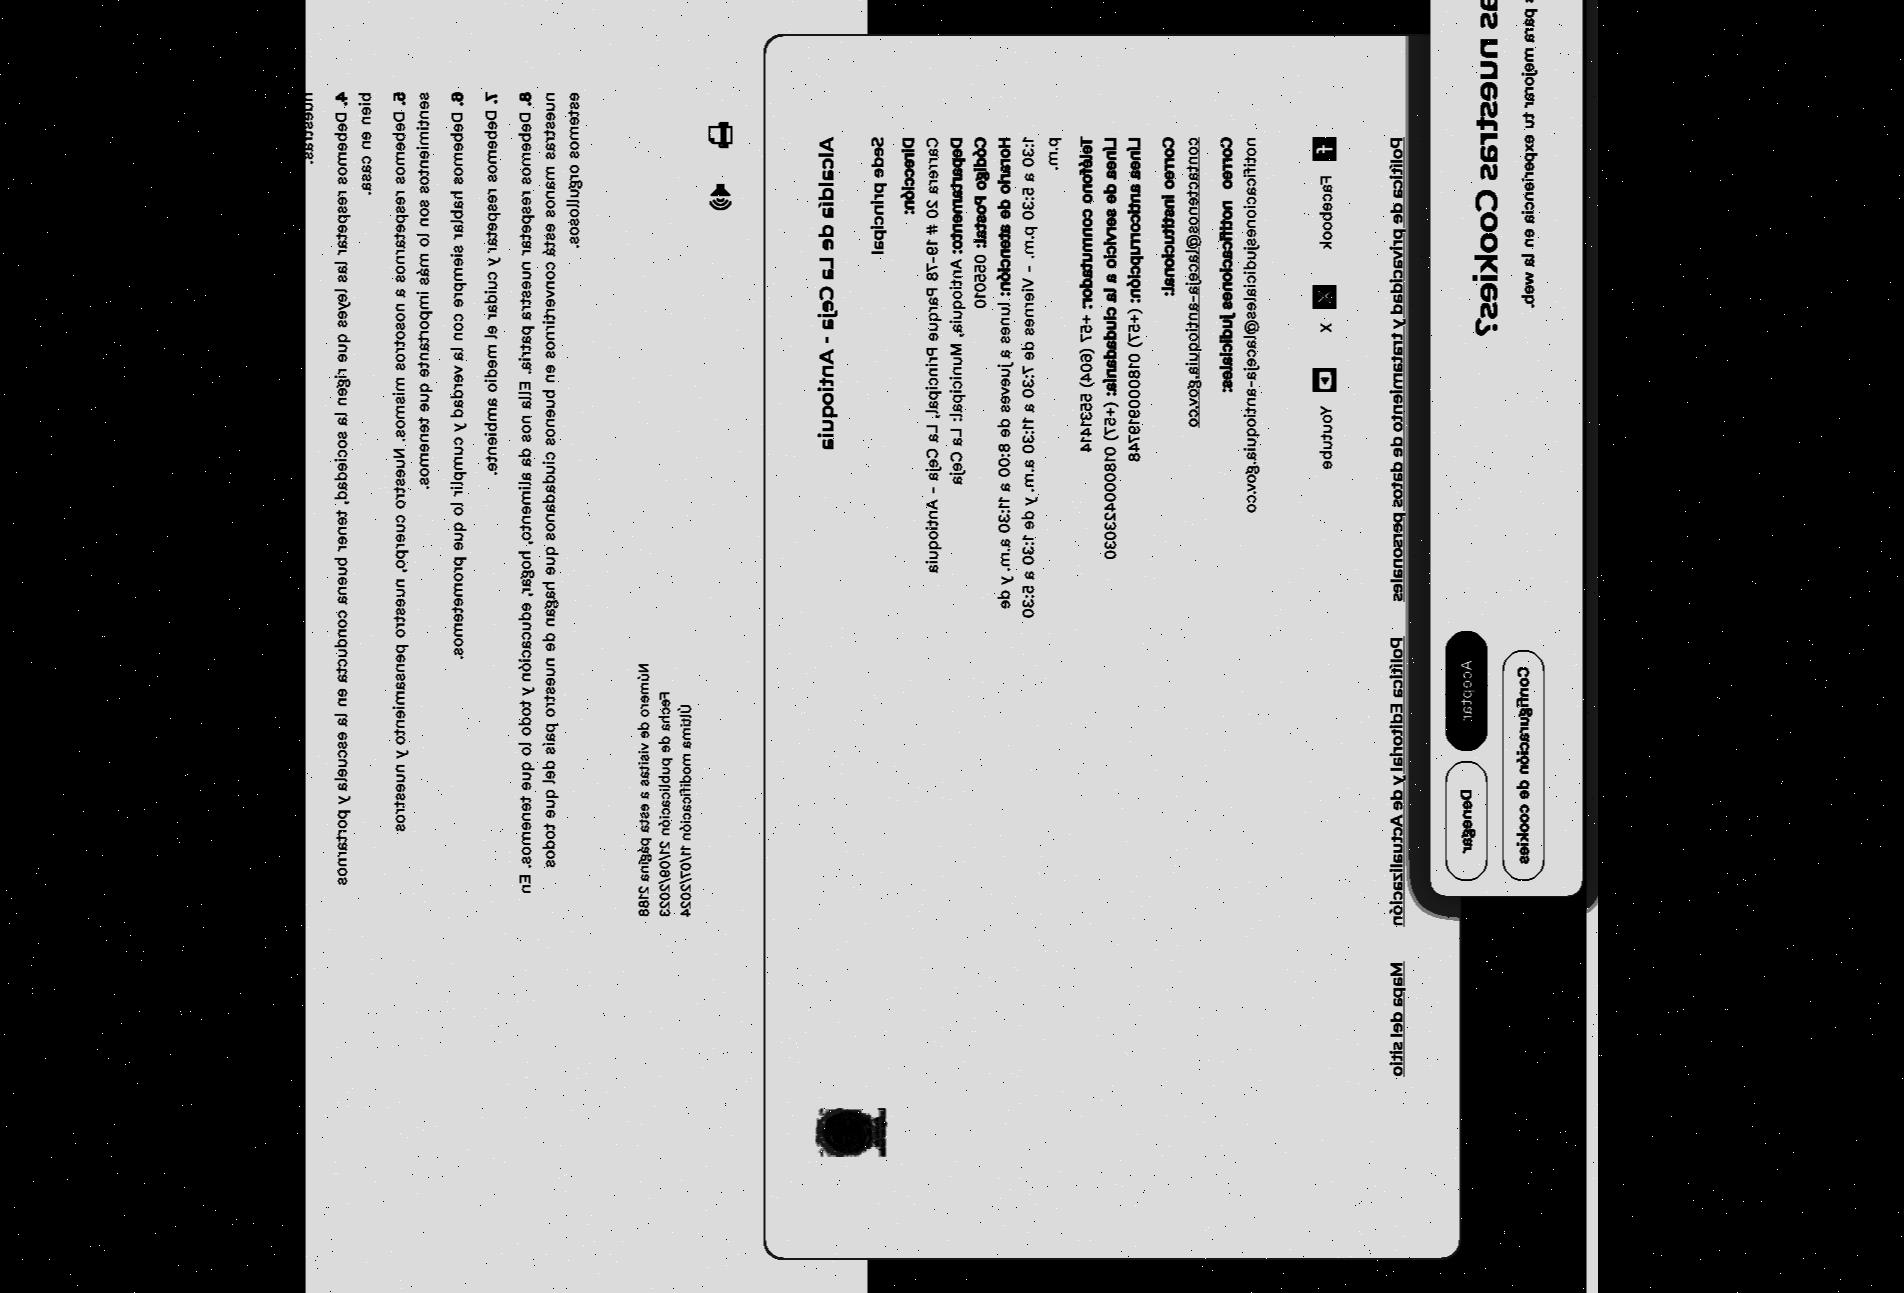 nuestras.
4. Debemos respetar las leyes que rigen la sociedad, tener buena conducta en la escuela y portarnos
bien en casa.
5. Debemos respetarnos a nosotros mismos. Nuestro cuerpo, nuestro pensamiento y nuestros
sentimientos son lo más importante que tenemos.
6. Debemos hablar siempre con la verdad y cumplir lo que prometemos.
7. Debemos respetar y cuidar el medio ambiente.
8. Debemos respetar nuestra patria. Ella nos da alimento, hogar, educación y todo lo que tenemos. En
nuestras manos está convertirnos en buenos ciudadanos que hagan de nuestro país del que todos
estemos orgullosos.
Número de visitas a esta página 2188
Fecha de publicación 21/09/2023
Última modificación 11/07/2024
Alcaldía de La Ceja - Antioquia
Sede principal
Dirección:
Carrera 20 # 19-78 Parque Principal, La Ceja - Antioquia
Departamento: Antioquia, Municipal: La Ceja
Código Postal: 055010
Horario de atención: lunes a jueves de 8:00 a 11:30 a.m. y de
1:30 a 5:30 p.m. - Viernes de 7:30 a 11:30 a.m. y de 1:30 a 5:30
p.m.
Teléfono conmutador: +57 (604) 5531414
Línea de servicio a la ciudadanía: (+57) 018000423030
Línea anticorrupción: (+57) 018000918748
Correo institucional:
contactenos@laceja-antioquia.gov.co
Correo notificaciones judiciales:
notificacionesjudiciales@laceja-antioquia.gov.co
Facebook X Youtube
Política de privacidad y tratamiento de datos personales Política Editorial y de Actualización Mapa del sitio
nuestras cookies?
mejorar tu experiencia en la web.
Aceptar Denegar
Configuración de cookies